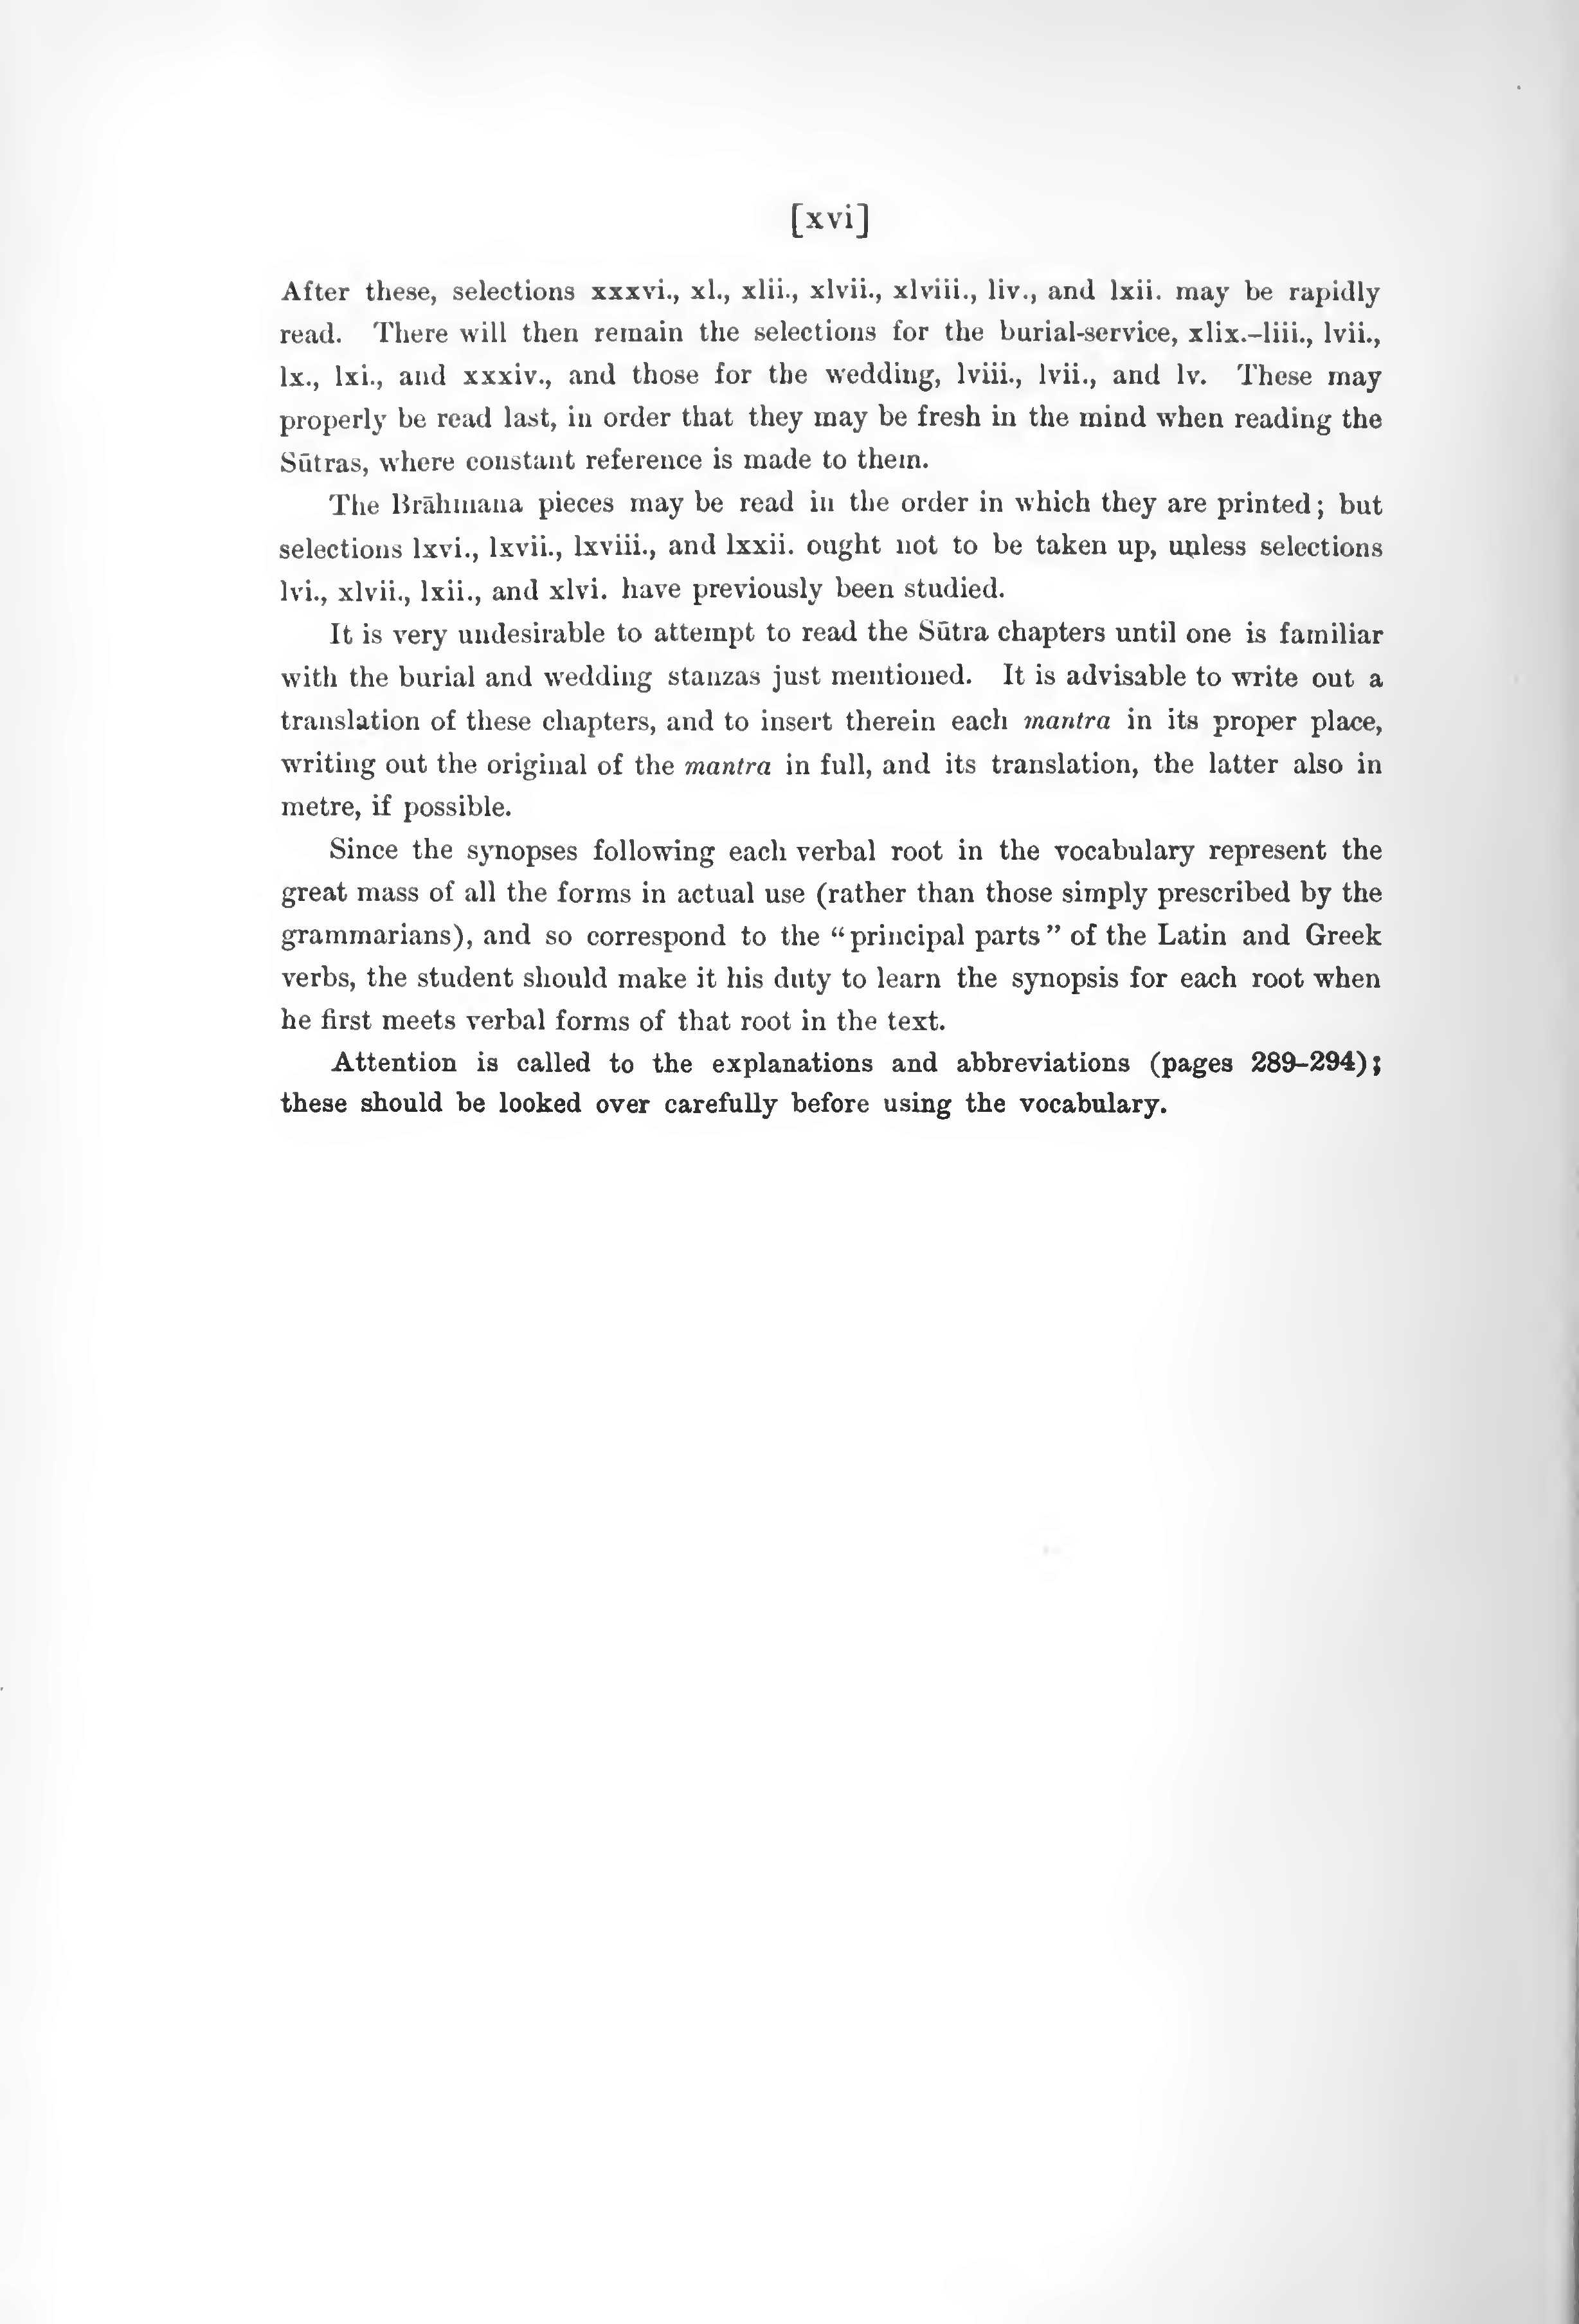 [xvi]
After these, selections xxxvi., xl., xlii., xlvii., xlviii., liv., and lxii. may be rapidly
read. There will then remain the selections for the burial-service, xlix.–liii., lvii.,
lx., lxi., and xxxiv., and those for the wedding, lviii., lvii., and lv. These may
properly be read last, in order that they may be fresh in the mind when reading the
Sūtras, where constant reference is made to them.
The Brāhmana pieces may be read in the order in which they are printed; but
selections lxvi., lxvii., lxviii., and lxxii. ought not to be taken up, unless selections
lvi., xlvii., lxii., and xlvi. have previously been studied.
It is very undesirable to attempt to read the Sūtra chapters until one is familiar
with the burial and wedding stanzas just mentioned. It is advisable to write out a
translation of these chapters, and to insert therein each mantra in its proper place,
writing out the original of the mantra in full, and its translation, the latter also in
metre, if possible.
Since the synopses following each verbal root in the vocabulary represent the
great mass of all the forms in actual use (rather than those simply prescribed by the
grammarians), and so correspond to the “principal parts” of the Latin and Greek
verbs, the student should make it his duty to learn the synopsis for each root when
he first meets verbal forms of that root in the text.
Attention is called to the explanations and abbreviations (pages 289–294);
these should be looked over carefully before using the vocabulary.